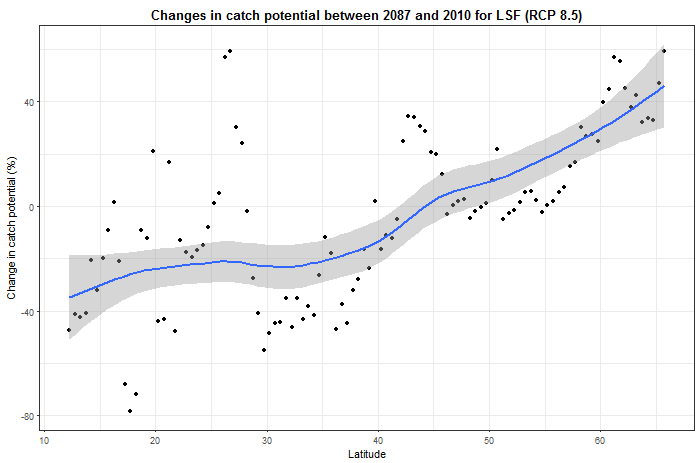 Changes in catch potential between 2087 and 2010 for LSF (RCP 8.5)
Change in catch potential (%)
40
0
-40
-80
10 20 30 40 50 60
Latitude